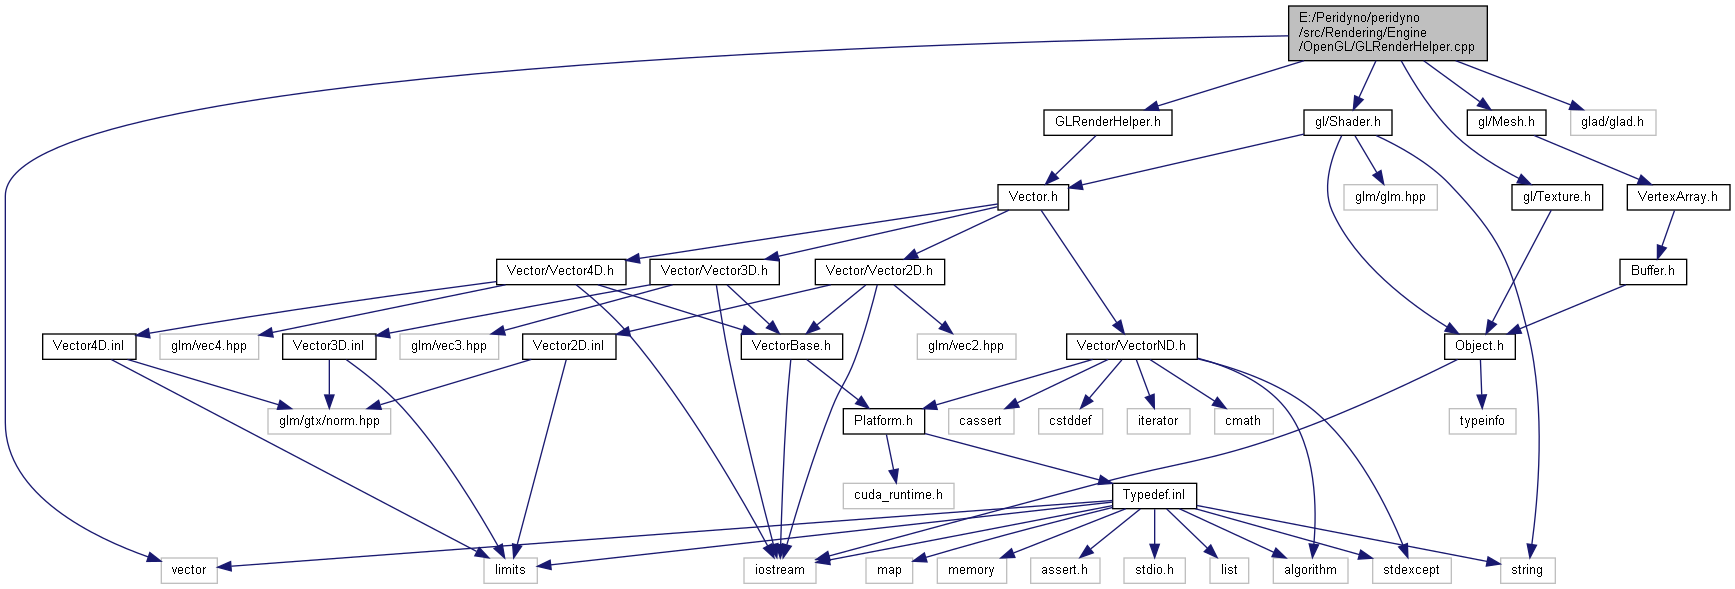 E:/Peridyno/peridyno
/src/Rendering/Engine
/OpenGL/GLRenderHelper.cpp
GLRenderHelper.h
gl/Shader.h
gl/Mesh.h
glad/glad.h
Vector.h
glm/glm.hpp
gl/Texture.h
VertexArray.h
Vector/Vector4D.h
Vector/Vector3D.h
Vector/Vector2D.h
Buffer.h
Vector4D.inl
glm/vec4.hpp
Vector3D.inl
glm/vec3.hpp
Vector2D.inl
VectorBase.h
glm/vec2.hpp
Vector/VectorND.h
Object.h
glm/gtx/norm.hpp
Platform.h
cassert
cstddef
iterator
cmath
typeinfo
cuda_runtime.h
Typedef.inl
vector
limits
iostream
map
memory
assert.h
stdio.h
list
algorithm
stdexcept
string